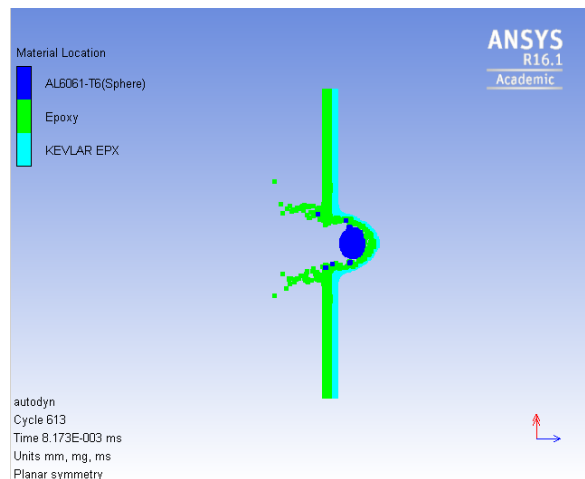 Material Location
AL6061-T6(Sphere)
Epoxy
KEVLAR EPX
ANSYS
R16.1
Academic
autodyn
Cycle 613
Time 8.173E-003 ms
Units mm, mg, ms
Planar symmetry